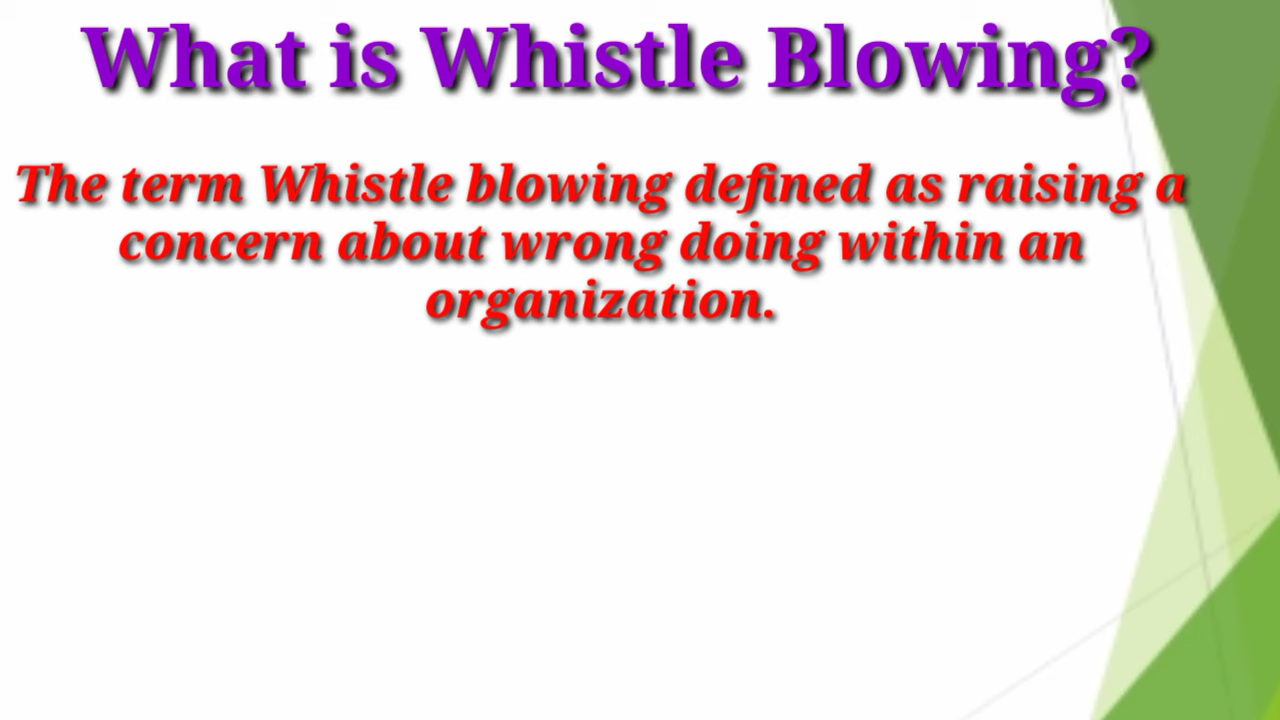 What is Whistle Blowing?
The term Whistle blowing defined as raising a
concern about wrong doing within an
organization.